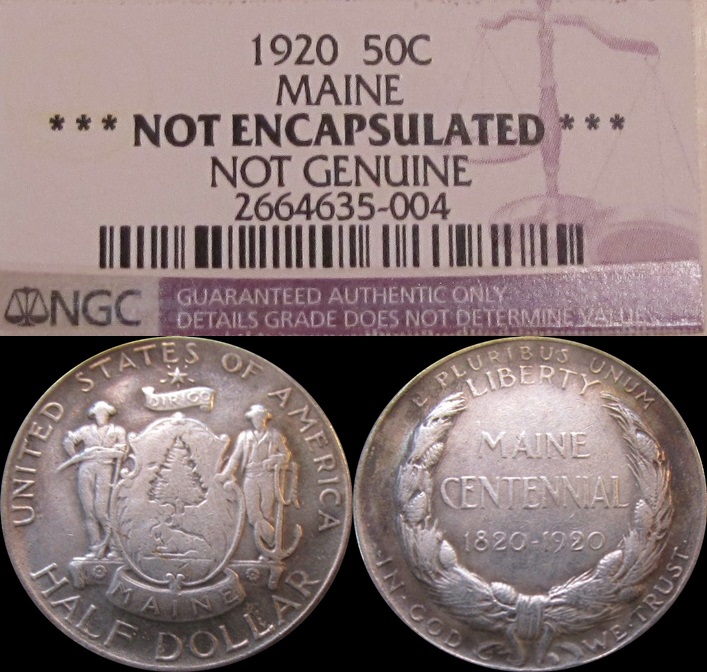 1920 50C
MAINE
*** NOT ENCAPSULATED ***
NOT GENUINE
2664635-004
NGC
GUARANTEED AUTHENTIC ONLY
DETAILS GRADE DOES NOT DETERMINE VALUE
UNITED STATES OF AMERICA
DIRIGO
MAINE
HALF DOLLAR
E PLURIBUS UNUM
LIBERTY
MAINE
CENTENNIAL
1820-1920
IN·GOD WE·TRUST